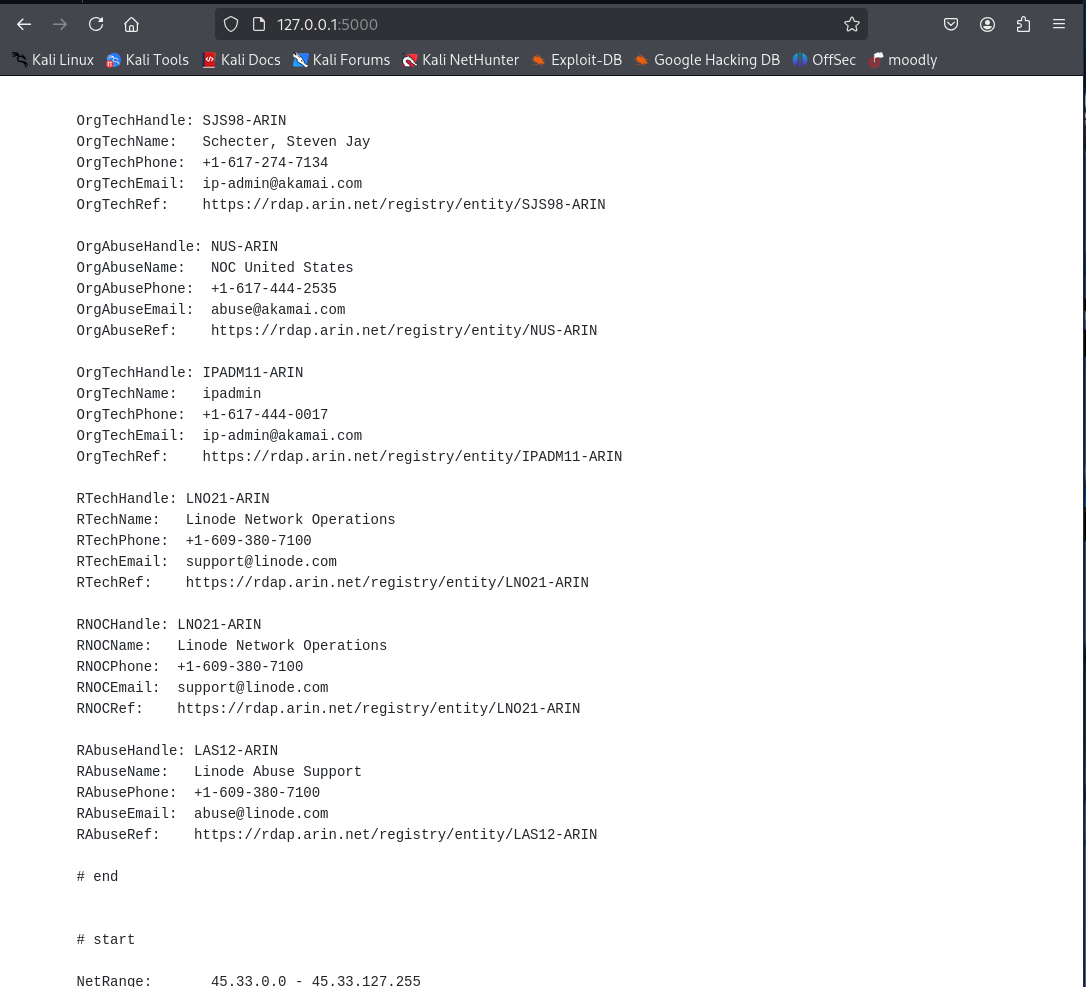 127.0.0.1:5000
Kali Linux Kali Tools Kali Docs Kali Forums Kali NetHunter Exploit-DB Google Hacking DB OffSec moodly
OrgTechHandle: SJS98-ARIN
OrgTechName:   Schecter, Steven Jay
OrgTechPhone:  +1-617-274-7134
OrgTechEmail:  ip-admin@akamai.com
OrgTechRef:    https://rdap.arin.net/registry/entity/SJS98-ARIN
OrgAbuseHandle: NUS-ARIN
OrgAbuseName:   NOC United States
OrgAbusePhone:  +1-617-444-2535
OrgAbuseEmail:  abuse@akamai.com
OrgAbuseRef:    https://rdap.arin.net/registry/entity/NUS-ARIN
OrgTechHandle: IPADM11-ARIN
OrgTechName:   ipadmin
OrgTechPhone:  +1-617-444-0017
OrgTechEmail:  ip-admin@akamai.com
OrgTechRef:    https://rdap.arin.net/registry/entity/IPADM11-ARIN
RTechHandle: LNO21-ARIN
RTechName:   Linode Network Operations
RTechPhone:  +1-609-380-7100
RTechEmail:  support@linode.com
RTechRef:    https://rdap.arin.net/registry/entity/LNO21-ARIN
RNOCHandle: LNO21-ARIN
RNOCName:   Linode Network Operations
RNOCPhone:  +1-609-380-7100
RNOCEmail:  support@linode.com
RNOCRef:    https://rdap.arin.net/registry/entity/LNO21-ARIN
RAbuseHandle: LAS12-ARIN
RAbuseName:   Linode Abuse Support
RAbusePhone:  +1-609-380-7100
RAbuseEmail:  abuse@linode.com
RAbuseRef:    https://rdap.arin.net/registry/entity/LAS12-ARIN
# end
# start
NetRange:       45.33.0.0 - 45.33.127.255